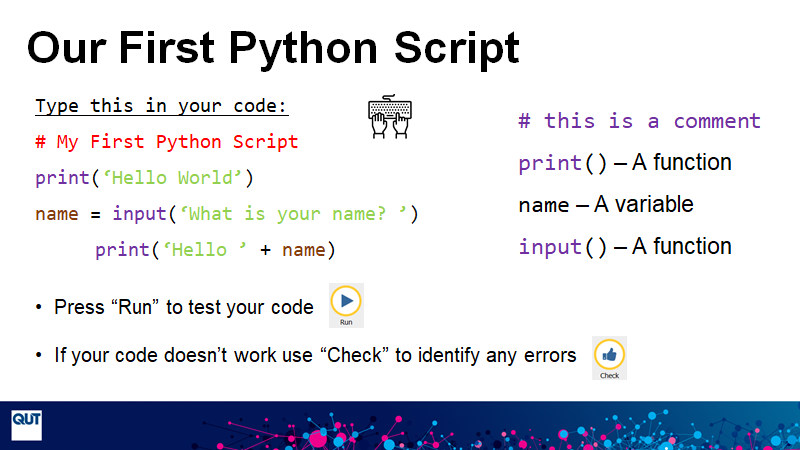 Our First Python Script
Type this in your code:
# My First Python Script
print(‘Hello World’)
name = input(‘What is your name? ’)
print(‘Hello ’ + name)
# this is a comment
print() – A function
name – A variable
input() – A function
• Press “Run” to test your code
Run
• If your code doesn’t work use “Check” to identify any errors
Check
QUT